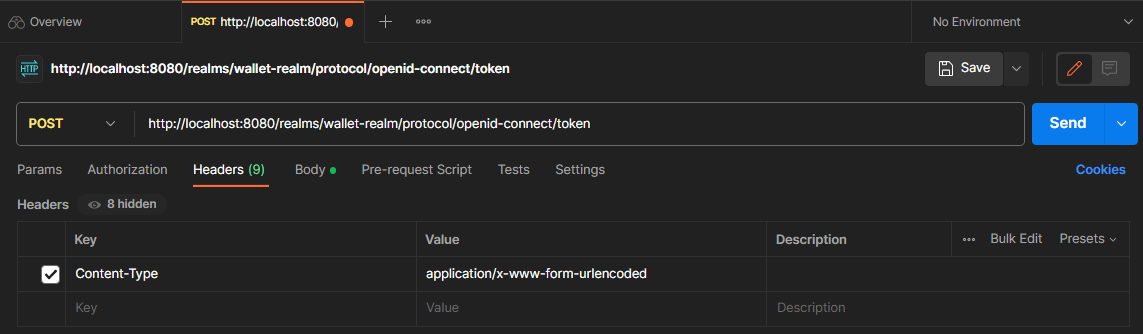 Overview
POST http://localhost:8080/
No Environment
HTTP
http://localhost:8080/realms/wallet-realm/protocol/openid-connect/token
Save
POST
http://localhost:8080/realms/wallet-realm/protocol/openid-connect/token
Send
Params Authorization Headers (9) Body Pre-request Script Tests Settings Cookies
Headers 8 hidden
Key Value Description Bulk Edit Presets
Content-Type application/x-www-form-urlencoded
Key Value Description